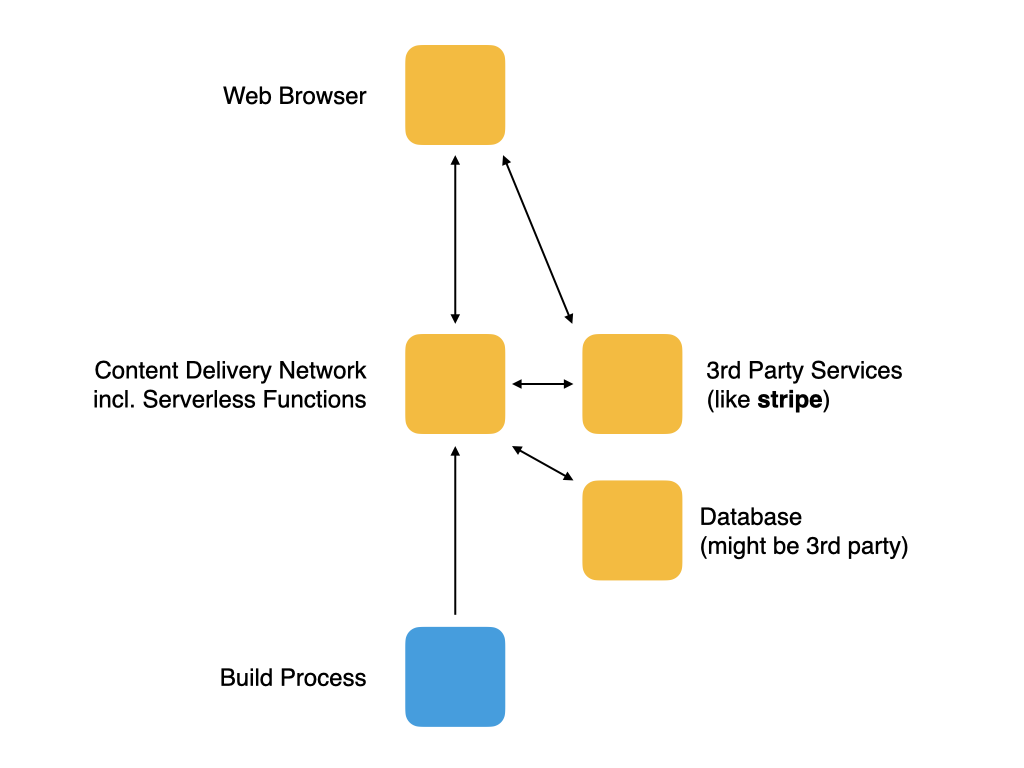 Web Browser
Content Delivery Network
incl. Serverless Functions
3rd Party Services
(like stripe)
Database
(might be 3rd party)
Build Process